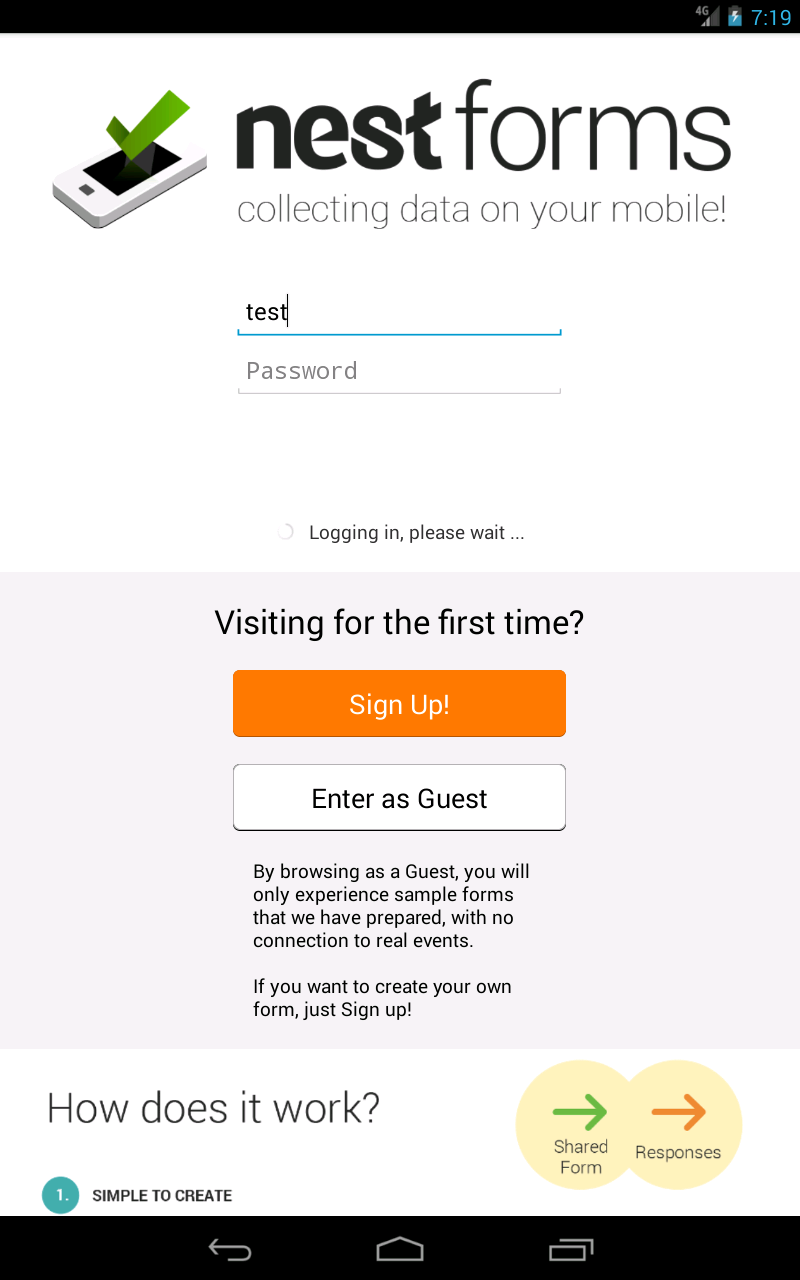 4G 7:19
nestforms
collecting data on your mobile!
test
Password
Logging in, please wait ...
Visiting for the first time?
Sign Up!
Enter as Guest
By browsing as a Guest, you will
only experience sample forms
that we have prepared, with no
connection to real events.
If you want to create your own
form, just Sign up!
How does it work?
Shared
Form
Responses
1. SIMPLE TO CREATE